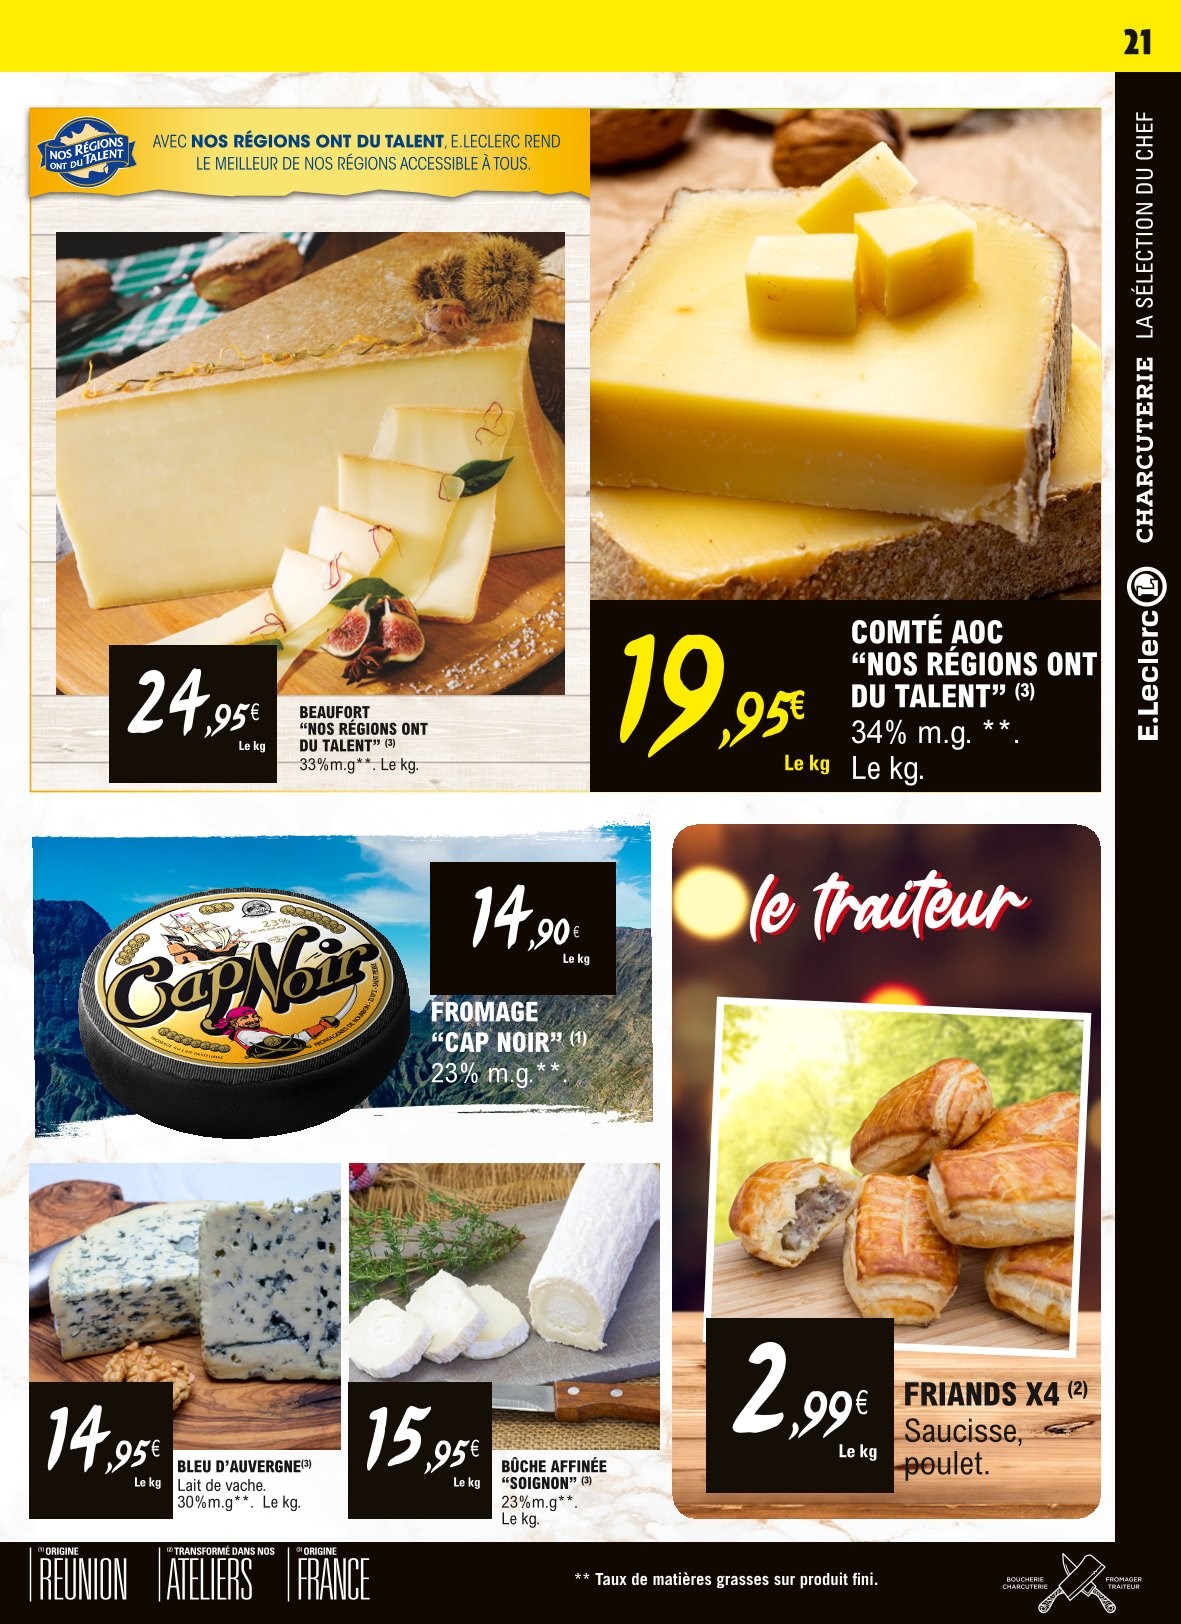 21
NOS RÉGIONS
ONT DU TALENT
AVEC NOS RÉGIONS ONT DU TALENT, E.LECLERC REND
LE MEILLEUR DE NOS RÉGIONS ACCESSIBLE À TOUS.
24,95€
Le kg
BEAUFORT
“NOS RÉGIONS ONT
DU TALENT” (3)
33%m.g**. Le kg.
19,95€
Le kg
COMTÉ AOC
“NOS RÉGIONS ONT
DU TALENT” (3)
34% m.g. **.
Le kg.
E.Leclerc L CHARCUTERIE LA SÉLECTION DU CHEF
23%
CapNoir
14,90€
Le kg
FROMAGE
“CAP NOIR” (1)
23% m.g.**.
le traiteur
2,99€
Le kg
FRIANDS X4 (2)
Saucisse,
poulet.
14,95€
Le kg
BLEU D’AUVERGNE(3)
Lait de vache.
30%m.g**. Le kg.
15,95€
Le kg
BÛCHE AFFINÉE
“SOIGNON” (3)
23%m.g**.
Le kg.
(1) ORIGINE
RÉUNION
(2) TRANSFORMÉ DANS NOS
ATELIERS
(3) ORIGINE
FRANCE
** Taux de matières grasses sur produit fini.
BOUCHERIE
CHARCUTERIE
FROMAGER
TRAITEUR